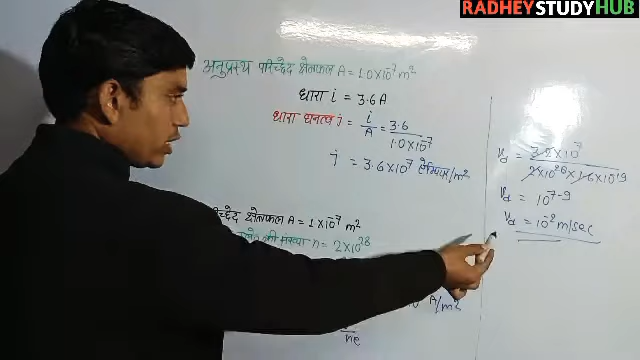 RADHEYSTUDYHUB
अनुप्रस्थ परिच्छेद क्षेत्रफल A = 1.0×10⁻⁷ m²
धारा i = 3.6 A
धारा घनत्व j = i/A = 3.6/1.0×10⁻⁷
j = 3.6×10⁷ ऐम्पियर/m²
क्षेत्रफल A = 1×10⁻⁷ m²
की संख्या n = 2×10²⁸
A/m²
ne
Vd = 3.2×10⁷/2×10²⁸×1.6×10⁻¹⁹
Vd = 10⁷⁻⁹
Vd = 10⁻² m/sec